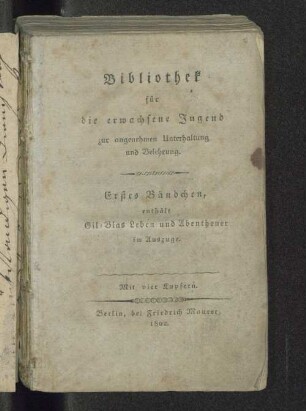 Bibliothek
für
die erwachsene Jugend
zur angenehmen Unterhaltung
und Belehrung.
Erstes Bändchen,
enthält
Gil-Blas Leben und Abentheuer
im Auszuge.
Mit vier Kupfern.
Berlin, bei Friedrich Maurer,
1802.